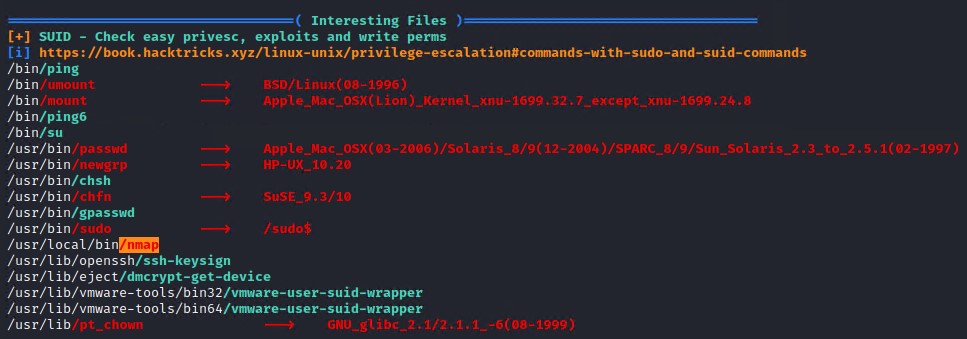 ════════════════════════════════════( Interesting Files )════════════════════════════════════
[+] SUID - Check easy privesc, exploits and write perms
[i] https://book.hacktricks.xyz/linux-unix/privilege-escalation#commands-with-sudo-and-suid-commands
/bin/ping
/bin/umount ---> BSD/Linux(08-1996)
/bin/mount ---> Apple_Mac_OSX(Lion)_Kernel_xnu-1699.32.7_except_xnu-1699.24.8
/bin/ping6
/bin/su
/usr/bin/passwd ---> Apple_Mac_OSX(03-2006)/Solaris_8/9(12-2004)/SPARC_8/9/Sun_Solaris_2.3_to_2.5.1(02-1997)
/usr/bin/newgrp ---> HP-UX_10.20
/usr/bin/chsh
/usr/bin/chfn ---> SuSE_9.3/10
/usr/bin/gpasswd
/usr/bin/sudo ---> /sudo$
/usr/local/bin/nmap
/usr/lib/openssh/ssh-keysign
/usr/lib/eject/dmcrypt-get-device
/usr/lib/vmware-tools/bin32/vmware-user-suid-wrapper
/usr/lib/vmware-tools/bin64/vmware-user-suid-wrapper
/usr/lib/pt_chown ---> GNU_glibc_2.1/2.1.1_-6(08-1999)